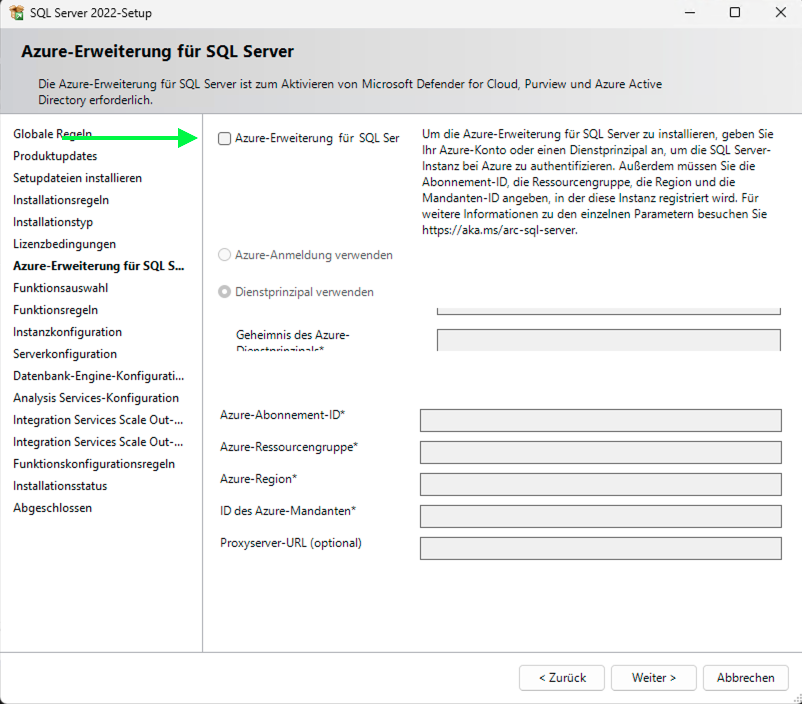 SQL Server 2022-Setup
Azure-Erweiterung für SQL Server
Die Azure-Erweiterung für SQL Server ist zum Aktivieren von Microsoft Defender for Cloud, Purview und Azure Active
Directory erforderlich.
Globale Regeln
Produktupdates
Setupdateien installieren
Installationsregeln
Installationstyp
Lizenzbedingungen
Azure-Erweiterung für SQL S...
Funktionsauswahl
Funktionsregeln
Instanzkonfiguration
Serverkonfiguration
Datenbank-Engine-Konfigurati...
Analysis Services-Konfiguration
Integration Services Scale Out-...
Integration Services Scale Out-...
Funktionskonfigurationsregeln
Installationsstatus
Abgeschlossen
Azure-Erweiterung für SQL Ser
Um die Azure-Erweiterung für SQL Server zu installieren, geben Sie
Ihr Azure-Konto oder einen Dienstprinzipal an, um die SQL Server-
Instanz bei Azure zu authentifizieren. Außerdem müssen Sie die
Abonnement-ID, die Ressourcengruppe, die Region und die
Mandanten-ID angeben, in der diese Instanz registriert wird. Für
weitere Informationen zu den einzelnen Parametern besuchen Sie
https://aka.ms/arc-sql-server.
Azure-Anmeldung verwenden
Dienstprinzipal verwenden
Geheimnis des Azure-
Dienstprinzipals*
Azure-Abonnement-ID*
Azure-Ressourcengruppe*
Azure-Region*
ID des Azure-Mandanten*
Proxyserver-URL (optional)
< Zurück
Weiter >
Abbrechen